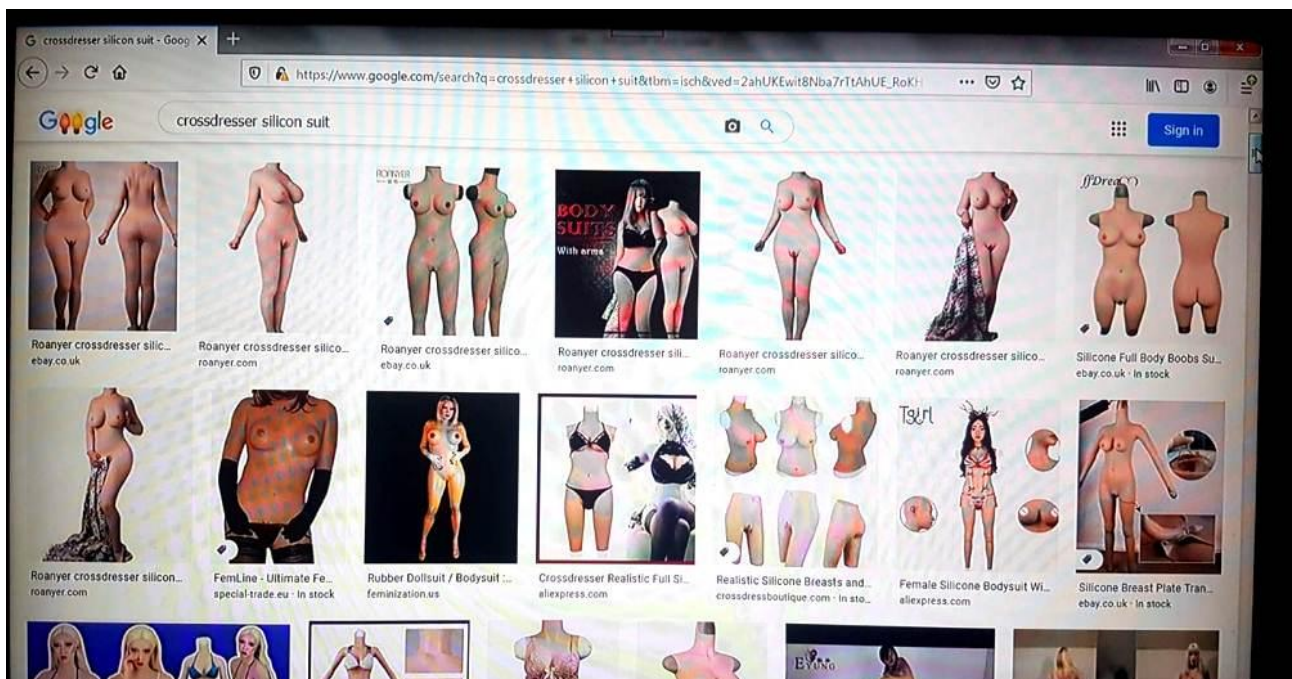 G crossdresser silicon suit - Goog
https://www.google.com/search?q=crossdresser+silicon+suit&tbm=isch&ved=2ahUKEwit8Nba7rTtAhUE_RoKH
Google
crossdresser silicon suit
Sign in
ROANYER
BODY
SUITS
With arms
ffDream
Roanyer crossdresser silic...
ebay.co.uk
Roanyer crossdresser silico...
roanyer.com
Roanyer crossdresser silico...
ebay.co.uk
Roanyer crossdresser sili...
roanyer.com
Roanyer crossdresser silico...
roanyer.com
Roanyer crossdresser silico...
roanyer.com
Silicone Full Body Boobs Su...
ebay.co.uk · In stock
Tgirl
Roanyer crossdresser silicon...
roanyer.com
FemLine - Ultimate Fe...
special-trade.eu · In stock
Rubber Dollsuit / Bodysuit :...
feminization.us
Crossdresser Realistic Full Si...
aliexpress.com
Realistic Silicone Breasts and...
crossdressboutique.com · In sto...
Female Silicone Bodysuit Wi...
aliexpress.com
Silicone Breast Plate Tran...
ebay.co.uk · In stock
EYUNG